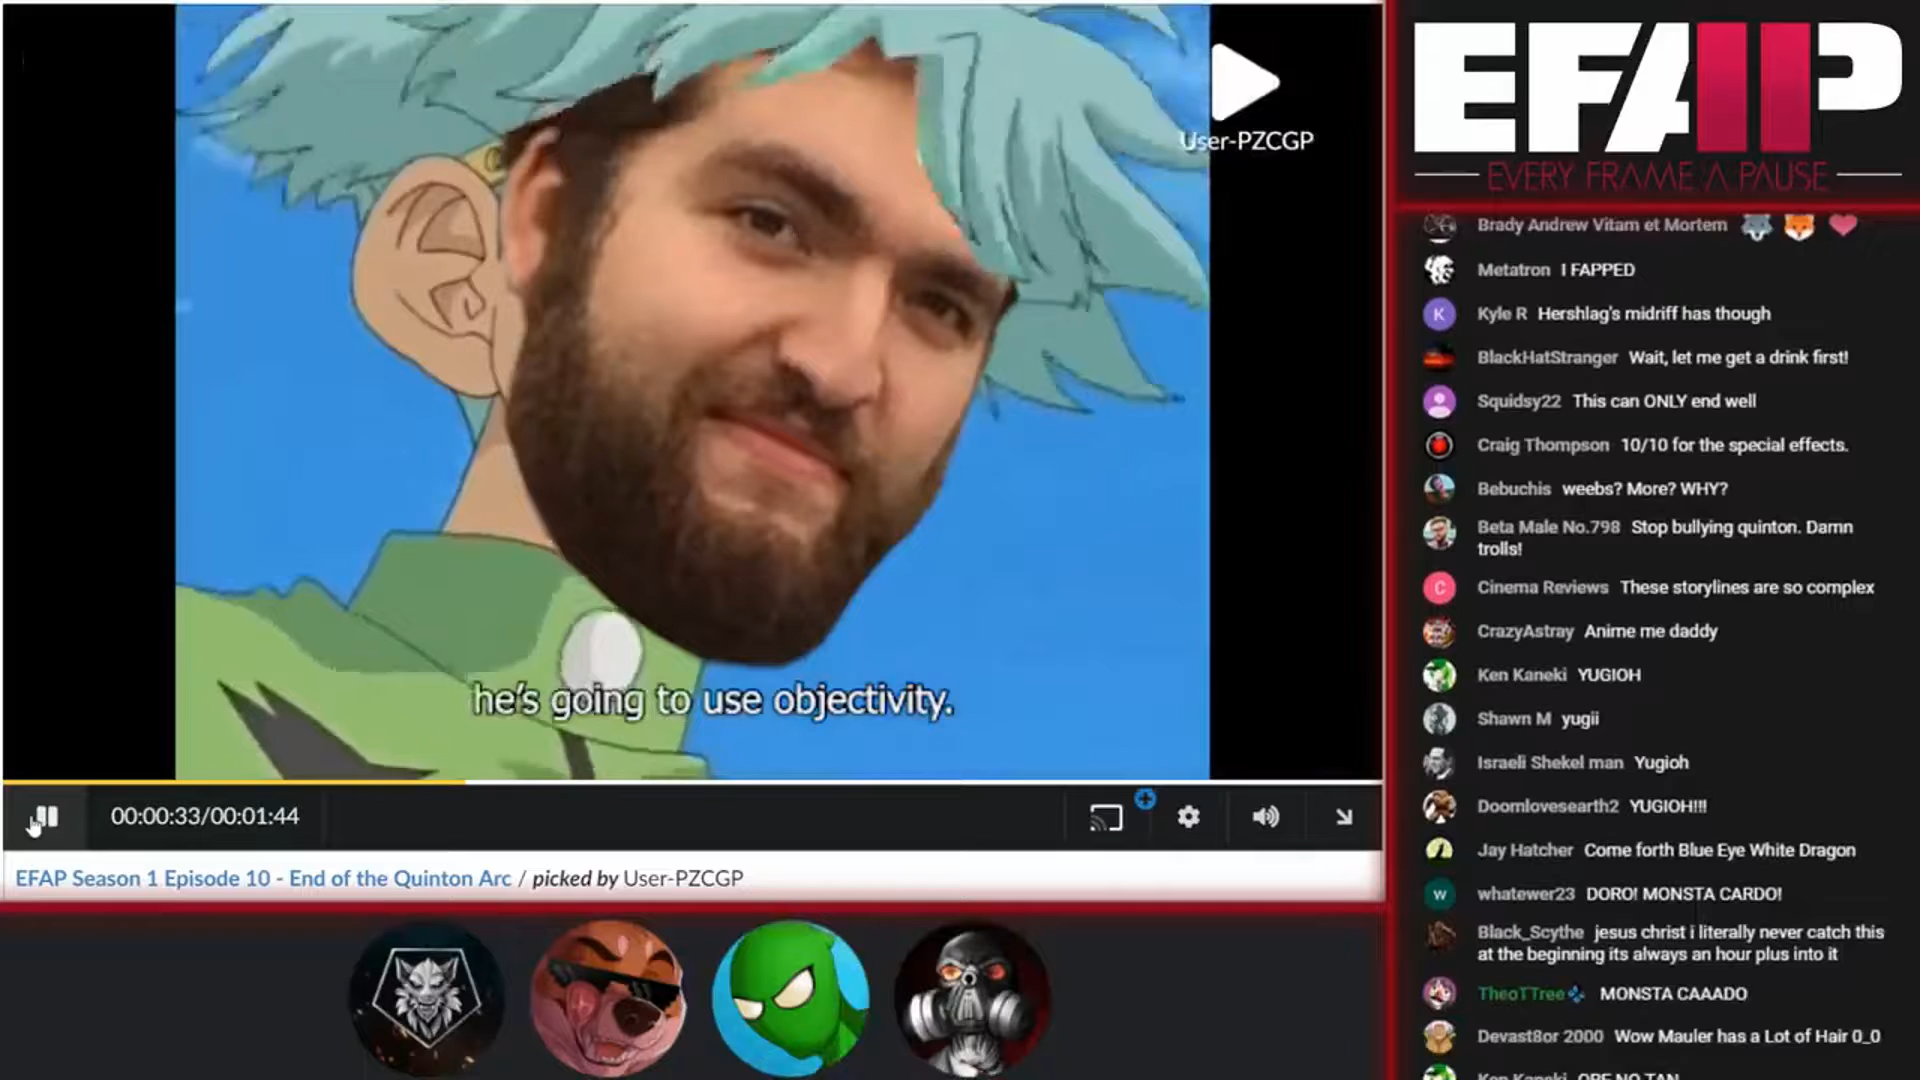 User-PZCGP
he's going to use objectivity.
00:00:33/00:01:44
EFAP Season 1 Episode 10 - End of the Quinton Arc / picked by User-PZCGP
EFAP
EVERY FRAME A PAUSE
Brady Andrew Vitam et Mortem
Metatron I FAPPED
K Kyle R Hershlag's midriff has though
BlackHatStranger Wait, let me get a drink first!
Squidsy22 This can ONLY end well
Craig Thompson 10/10 for the special effects.
Bebuchis weebs? More? WHY?
Beta Male No.798 Stop bullying quinton. Damn
trolls!
C Cinema Reviews These storylines are so complex
CrazyAstray Anime me daddy
Ken Kaneki YUGIOH
Shawn M yugii
Israeli Shekel man Yugioh
Doomlovesearth2 YUGIOH!!!
Jay Hatcher Come forth Blue Eye White Dragon
w whatewer23 DORO! MONSTA CARDO!
Black_Scythe jesus christ i literally never catch this
at the beginning its always an hour plus into it
TheoTTree MONSTA CAAADO
Devast8or 2000 Wow Mauler has a Lot of Hair 0_0
Ken Kaneki ORE NO TAN